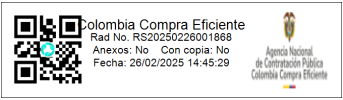 Colombia Compra Eficiente
Rad No. RS20250226001868
Anexos: No Con copia: No
Fecha: 26/02/2025 14:45:29
Agencia Nacional
de Contratación Pública
Colombia Compra Eficiente